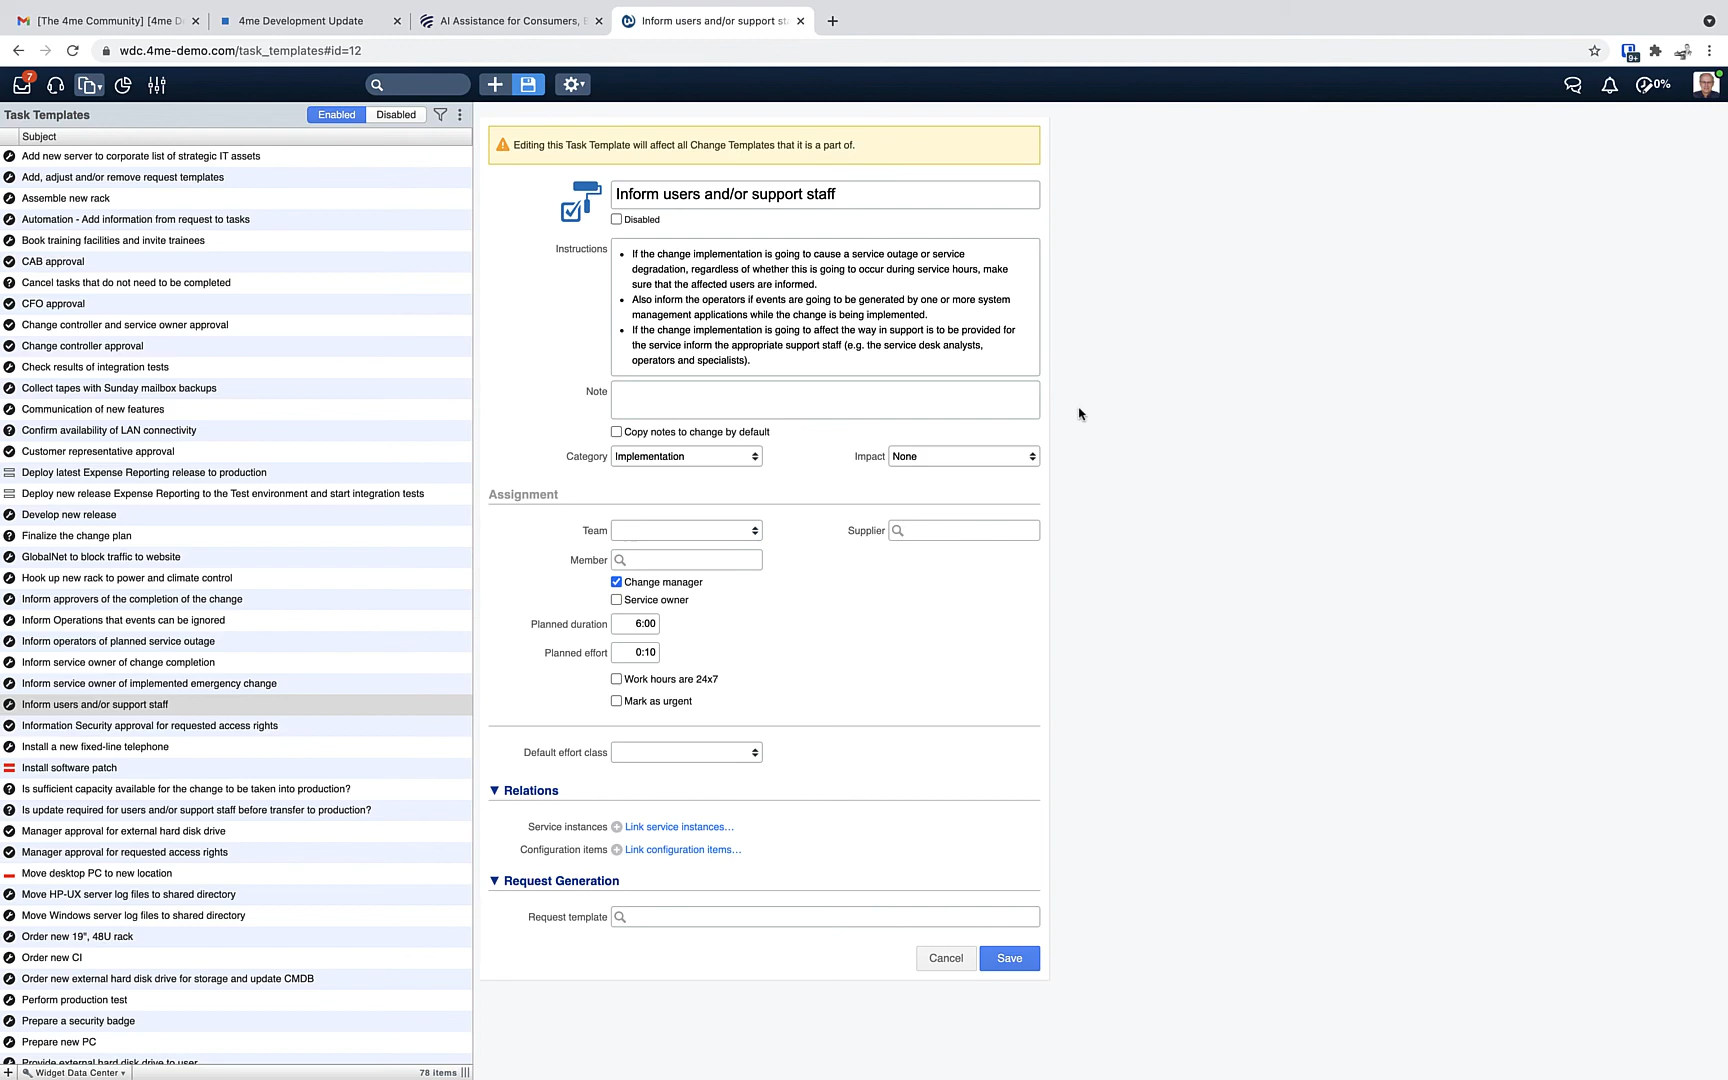 [The 4me Community] [4me D
4me Development Update
AI Assistance for Consumers, E
Inform users and/or support st
wdc.4me-demo.com/task_templates#id=12
9+
7
0%
Task Templates
Enabled
Disabled
Subject
Add new server to corporate list of strategic IT assets
Add, adjust and/or remove request templates
Assemble new rack
Automation - Add information from request to tasks
Book training facilities and invite trainees
CAB approval
Cancel tasks that do not need to be completed
CFO approval
Change controller and service owner approval
Change controller approval
Check results of integration tests
Collect tapes with Sunday mailbox backups
Communication of new features
Confirm availability of LAN connectivity
Customer representative approval
Deploy latest Expense Reporting release to production
Deploy new release Expense Reporting to the Test environment and start integration tests
Develop new release
Finalize the change plan
GlobalNet to block traffic to website
Hook up new rack to power and climate control
Inform approvers of the completion of the change
Inform Operations that events can be ignored
Inform operators of planned service outage
Inform service owner of change completion
Inform service owner of implemented emergency change
Inform users and/or support staff
Information Security approval for requested access rights
Install a new fixed-line telephone
Install software patch
Is sufficient capacity available for the change to be taken into production?
Is update required for users and/or support staff before transfer to production?
Manager approval for external hard disk drive
Manager approval for requested access rights
Move desktop PC to new location
Move HP-UX server log files to shared directory
Move Windows server log files to shared directory
Order new 19", 48U rack
Order new CI
Order new external hard disk drive for storage and update CMDB
Perform production test
Prepare a security badge
Prepare new PC
Provide external hard disk drive to user
Widget Data Center
78 items
Editing this Task Template will affect all Change Templates that it is a part of.
Inform users and/or support staff
Disabled
Instructions
• If the change implementation is going to cause a service outage or service
degradation, regardless of whether this is going to occur during service hours, make
sure that the affected users are informed.
• Also inform the operators if events are going to be generated by one or more system
management applications while the change is being implemented.
• If the change implementation is going to affect the way in support is to be provided for
the service inform the appropriate support staff (e.g. the service desk analysts,
operators and specialists).
Note
Copy notes to change by default
Category Implementation Impact None
Assignment
Team Supplier
Member
Change manager
Service owner
Planned duration 6:00
Planned effort 0:10
Work hours are 24x7
Mark as urgent
Default effort class
Relations
Service instances Link service instances...
Configuration items Link configuration items...
Request Generation
Request template
Cancel Save